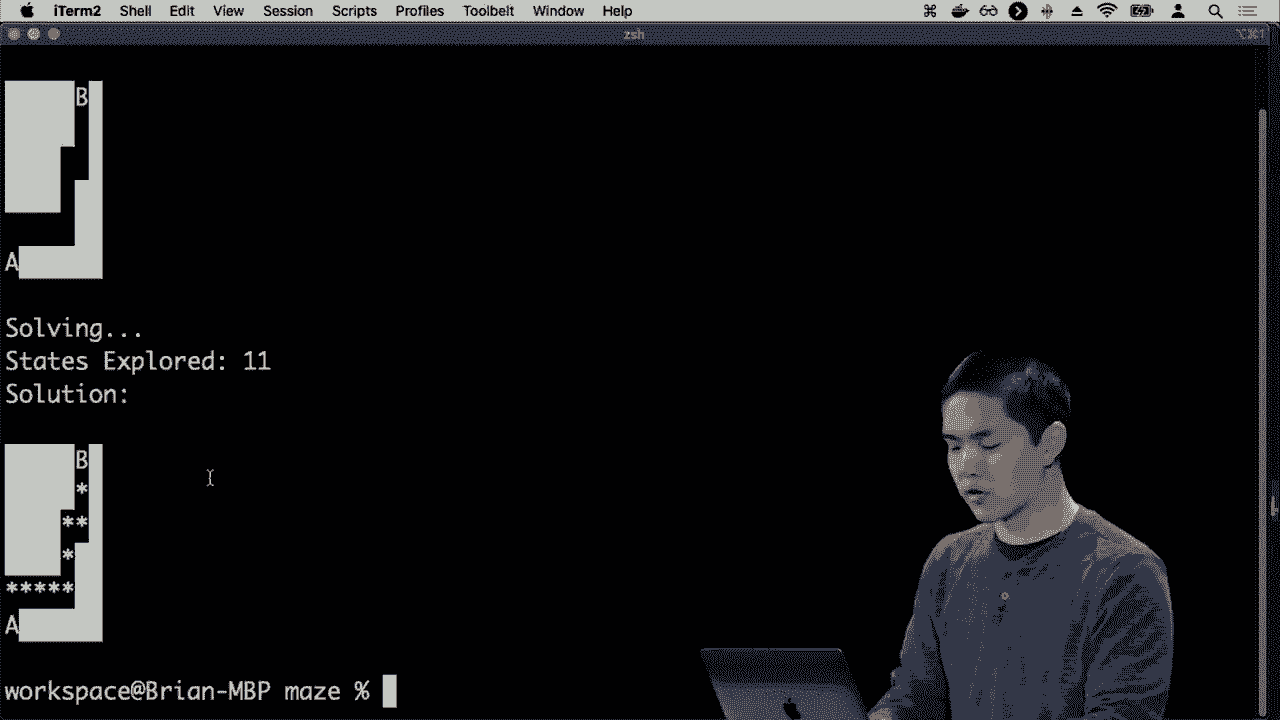 iTerm2 Shell Edit View Session Scripts Profiles Toolbelt Window Help
zsh
⌥⌘1
B
A
Solving...
States Explored: 11
Solution:
B
*
**
*
*****
A
workspace@Brian-MBP maze %